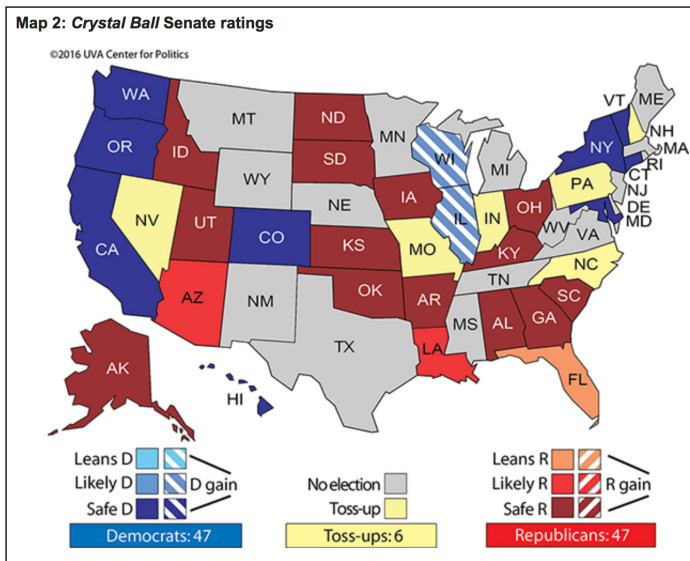 Map 2: Crystal Ball Senate ratings
©2016 UVA Center for Politics
WA
MT
ND
MN
VT
ME
OR
ID
SD
WI
MI
NY
NH
MA
RI
CT
NJ
DE
MD
WY
IA
PA
NV
NE
IL
IN
OH
UT
CO
KS
MO
WV
VA
CA
KY
NC
AZ
NM
OK
AR
TN
SC
TX
LA
MS
AL
GA
FL
AK
HI
Leans D
Likely D
D gain
Safe D
Democrats: 47
No election
Toss-up
Toss-ups: 6
Leans R
Likely R
R gain
Safe R
Republicans: 47